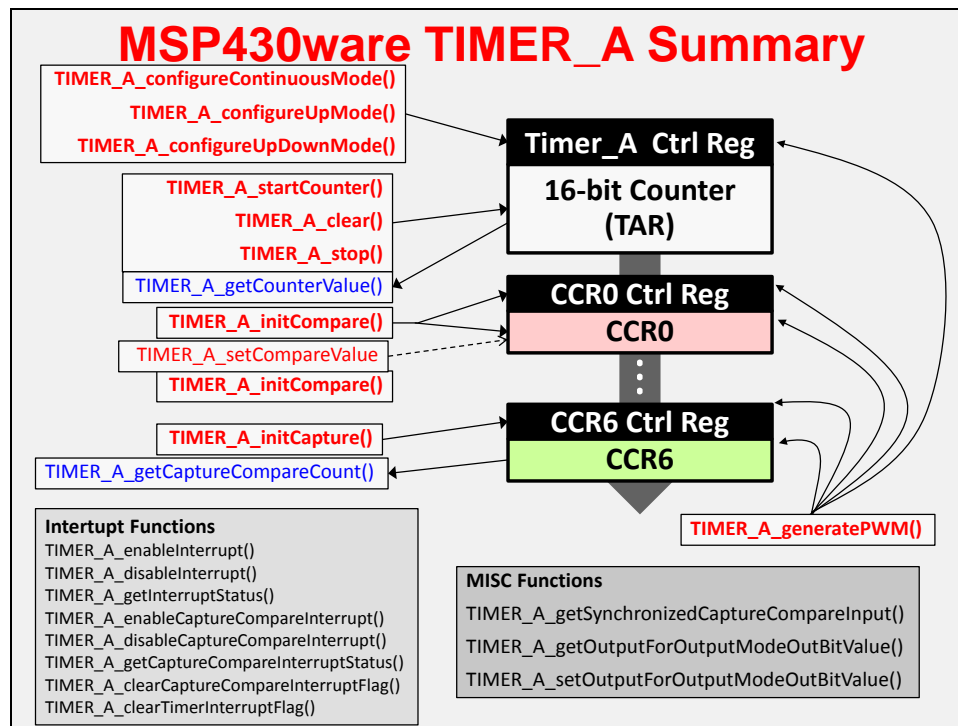 MSP430ware TIMER_A Summary
TIMER_A_configureContinuousMode()
TIMER_A_configureUpMode()
TIMER_A_configureUpDownMode()
TIMER_A_startCounter()
TIMER_A_clear()
TIMER_A_stop()
TIMER_A_getCounterValue()
TIMER_A_initCompare()
TIMER_A_setCompareValue
TIMER_A_initCompare()
TIMER_A_initCapture()
TIMER_A_getCaptureCompareCount()
Timer_A Ctrl Reg
16-bit Counter
(TAR)
CCR0 Ctrl Reg
CCR0
CCR6 Ctrl Reg
CCR6
TIMER_A_generatePWM()
Intertupt Functions
TIMER_A_enableInterrupt()
TIMER_A_disableInterrupt()
TIMER_A_getInterruptStatus()
TIMER_A_enableCaptureCompareInterrupt()
TIMER_A_disableCaptureCompareInterrupt()
TIMER_A_getCaptureCompareInterruptStatus()
TIMER_A_clearCaptureCompareInterruptFlag()
TIMER_A_clearTimerInterruptFlag()
MISC Functions
TIMER_A_getSynchronizedCaptureCompareInput()
TIMER_A_getOutputForOutputModeOutBitValue()
TIMER_A_setOutputForOutputModeOutBitValue()